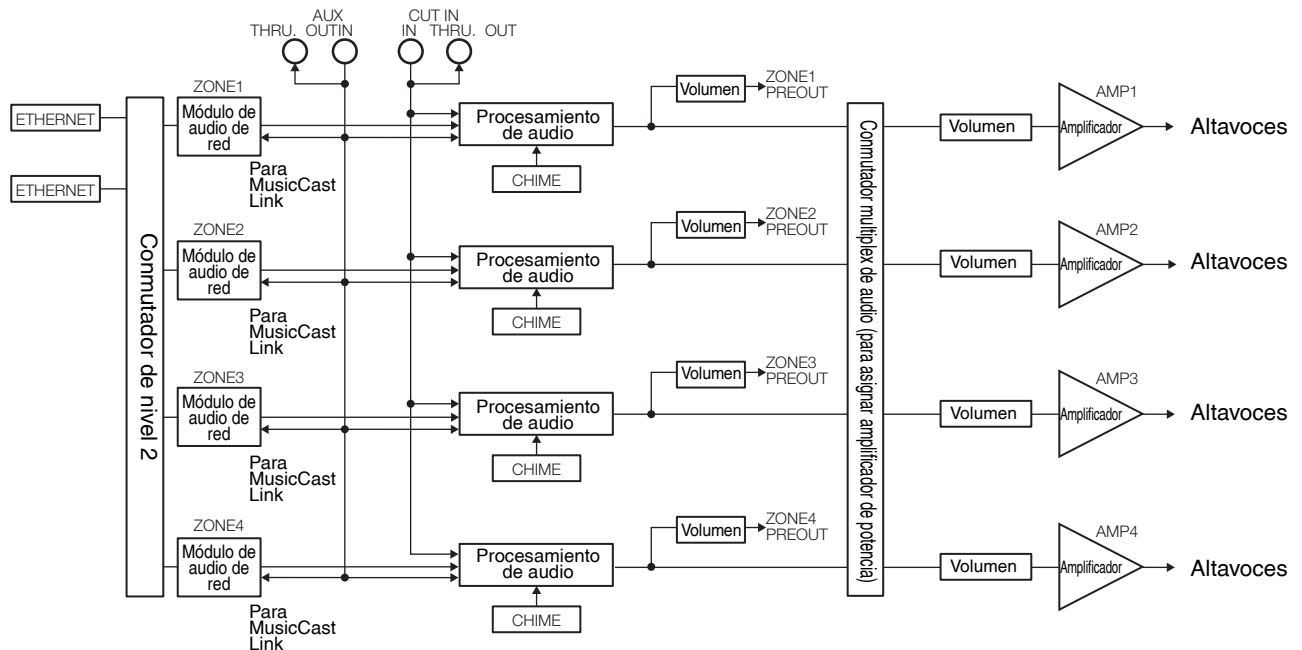 AUX
CUT IN
THRU. OUT
IN
IN
THRU. OUT
ETHERNET
ETHERNET
Conmutador de nivel 2
ZONE1
Módulo de
audio de
red
Para
MusicCast
Link
Procesamiento
de audio
CHIME
Volumen
ZONE1
PREOUT
Volumen
AMP1
Amplificador
Altavoces
ZONE2
Módulo de
audio de
red
Para
MusicCast
Link
Procesamiento
de audio
CHIME
Volumen
ZONE2
PREOUT
Volumen
AMP2
Amplificador
Altavoces
ZONE3
Módulo de
audio de
red
Para
MusicCast
Link
Procesamiento
de audio
CHIME
Volumen
ZONE3
PREOUT
Volumen
AMP3
Amplificador
Altavoces
ZONE4
Módulo de
audio de
red
Para
MusicCast
Link
Procesamiento
de audio
CHIME
Volumen
ZONE4
PREOUT
Volumen
AMP4
Amplificador
Altavoces
Conmutador multiplex de audio (para asignar amplificador de potencia)